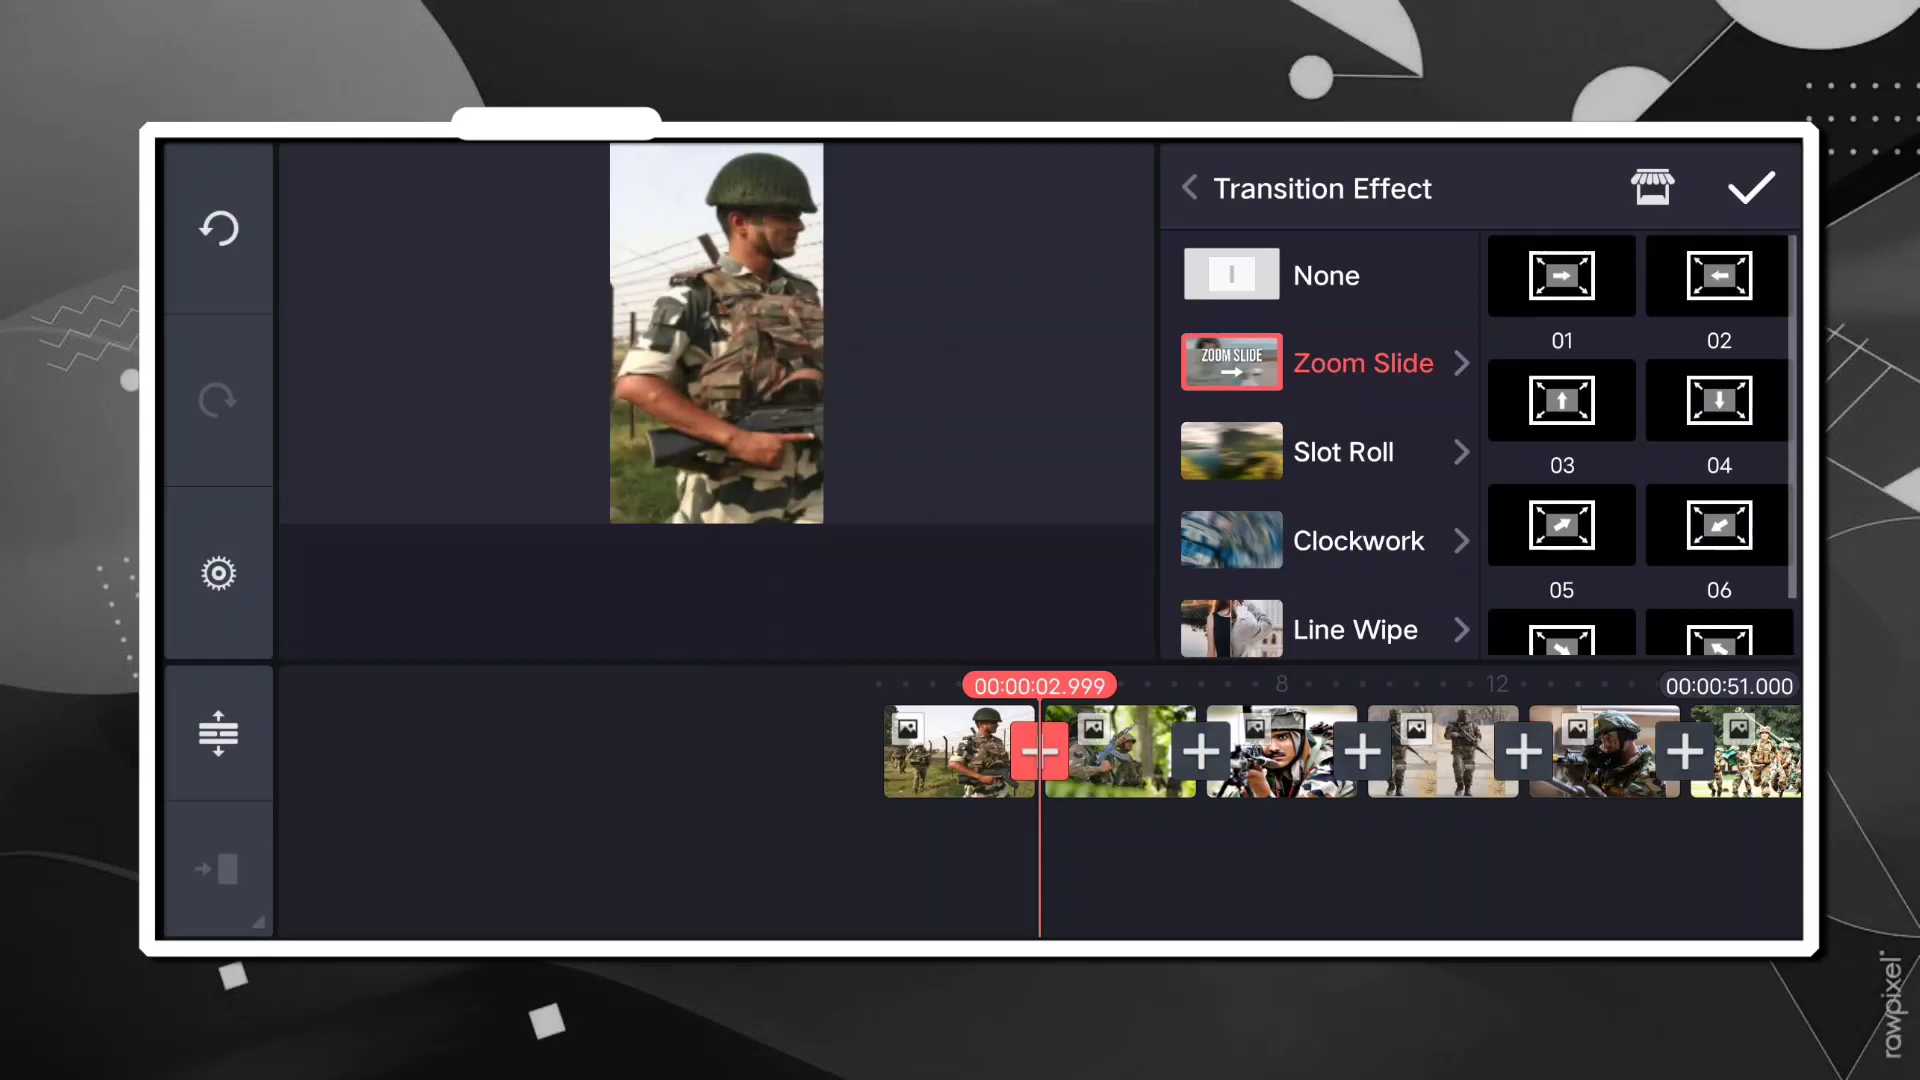 Transition Effect
None
ZOOM SLIDE
Zoom Slide
Slot Roll
Clockwork
Line Wipe
01
02
03
04
05
06
00:00:02.999
8
12
00:00:51.000
rawpixel